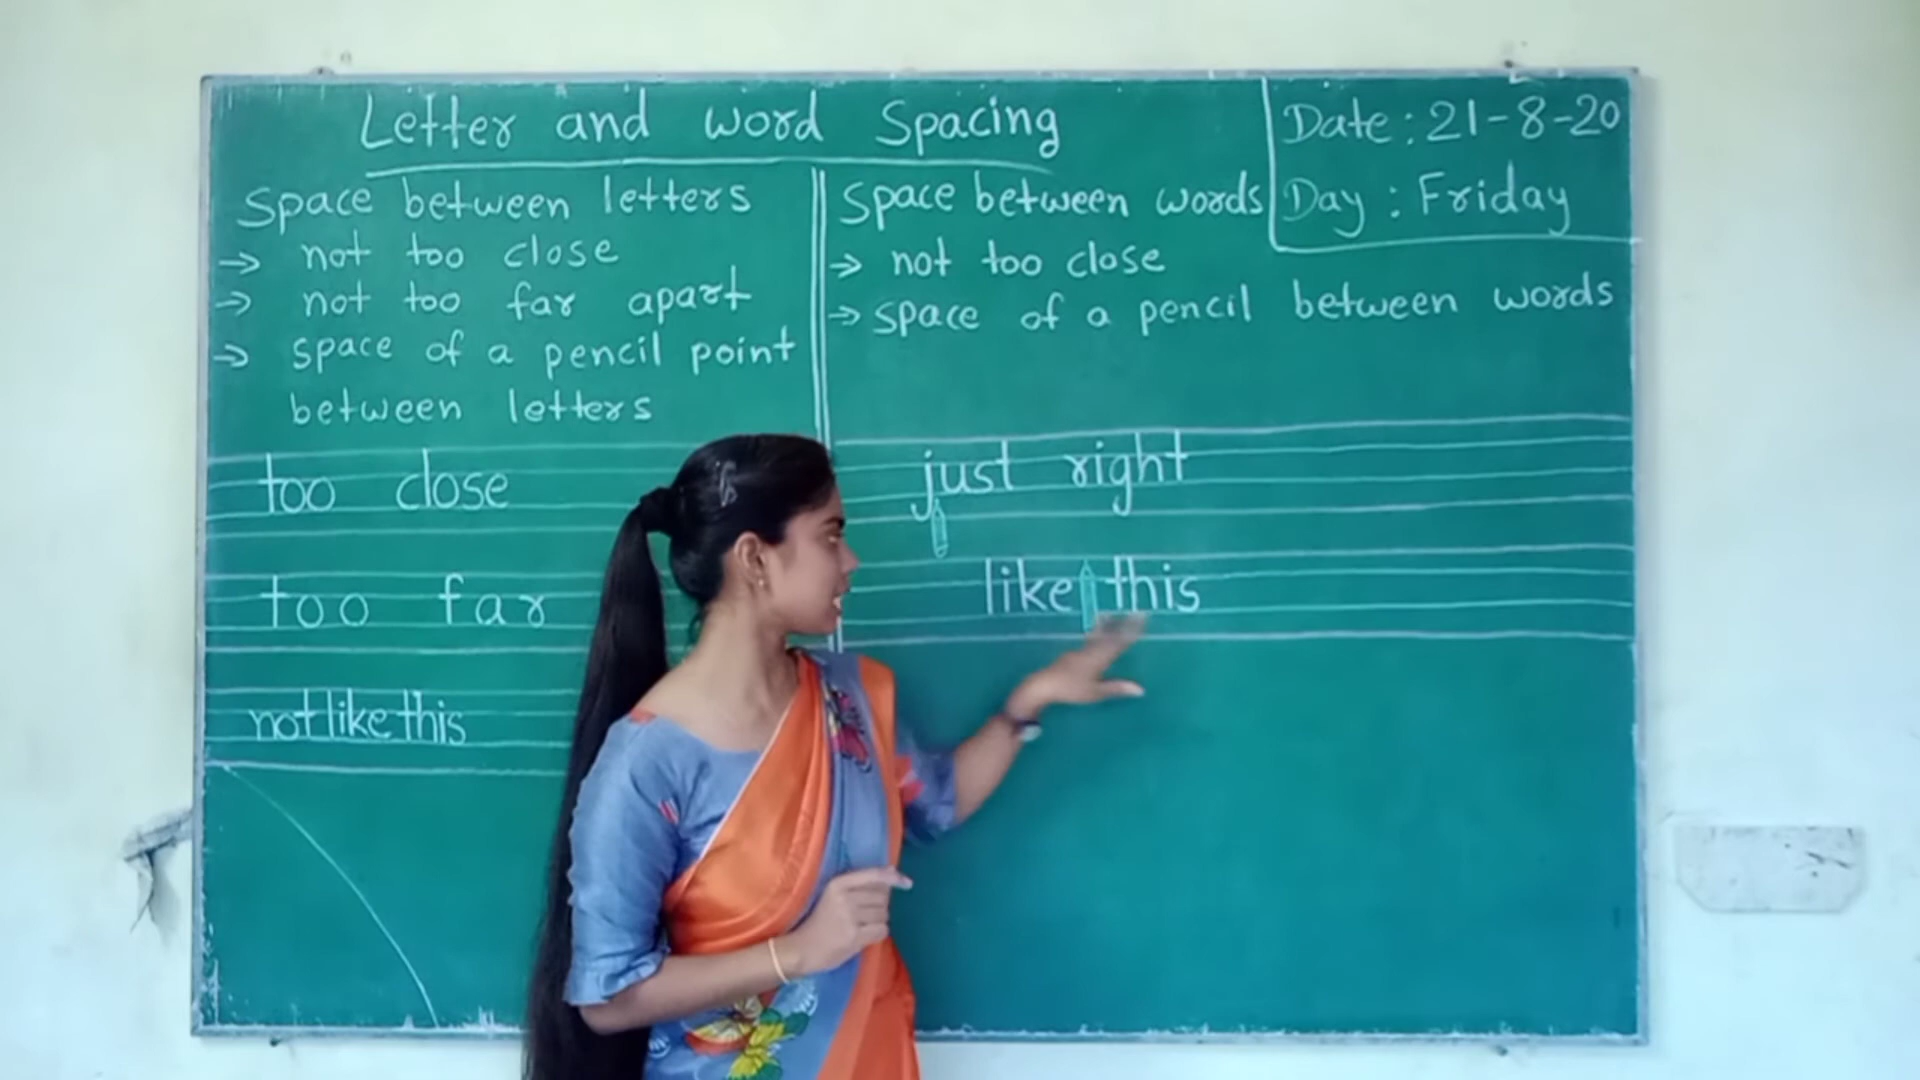 Letter and word Spacing
Date : 21-8-20
Day : Friday
Space between letters
→ not too close
→ not too far apart
→ space of a pencil point
between letters
too close
too far
notlikethis
Space between words
→ not too close
→ space of a pencil between words
just right
like this